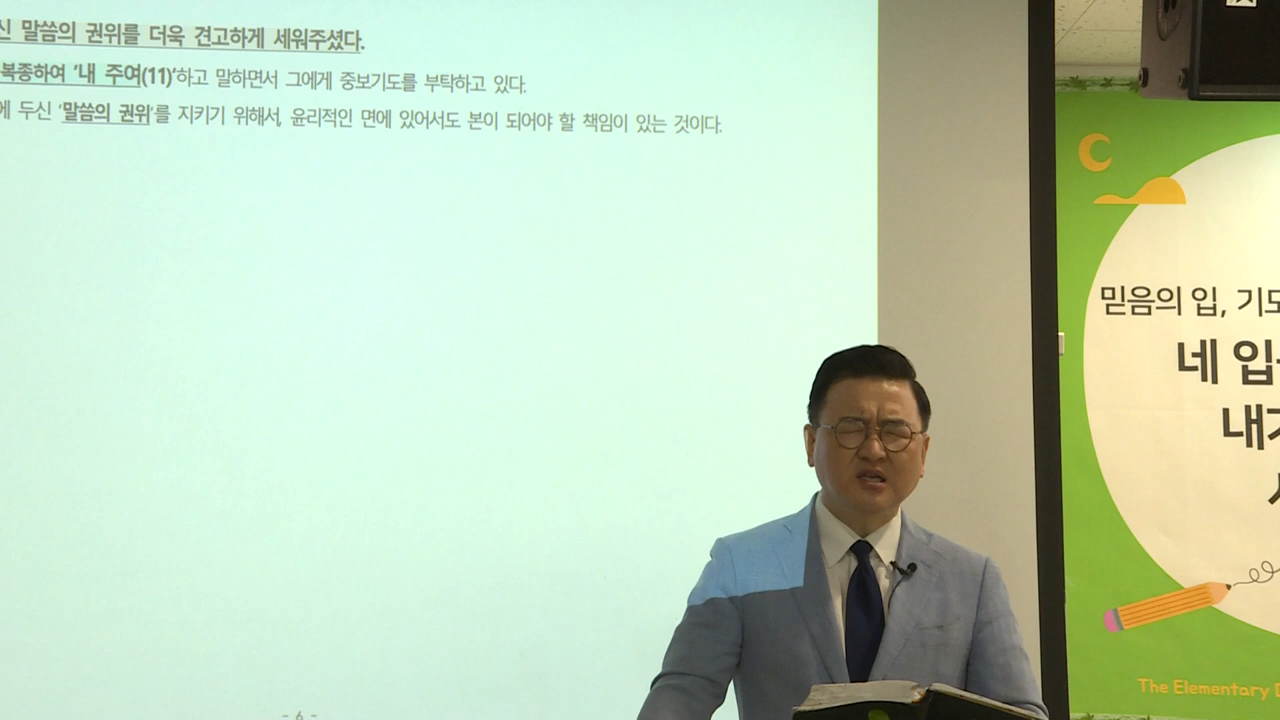 신 말씀의 권위를 더욱 견고하게 세워주셨다.
복종하여 ‘내 주여(11)’하고 말하면서 그에게 중보기도를 부탁하고 있다.
에 두신 ‘말씀의 권위’를 지키기 위해서, 윤리적인 면에 있어서도 본이 되어야 할 책임이 있는 것이다.
- 6 -
믿음의 입, 기도
네 입
내가
The Elementary D